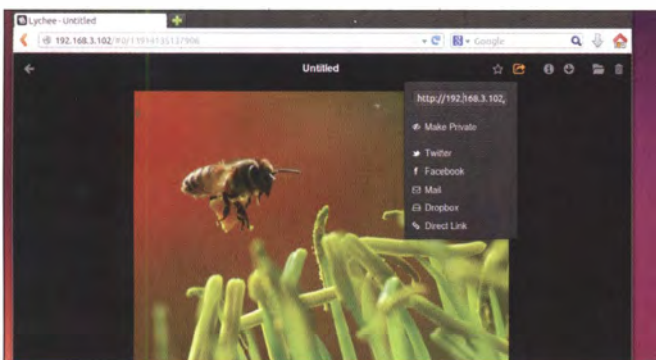 Lychee - Untitled
192.168.3.102/#0/
Google
Untitled
http://192.168.3.102,
Make Private
Twitter
Facebook
Mail
Dropbox
Direct Link